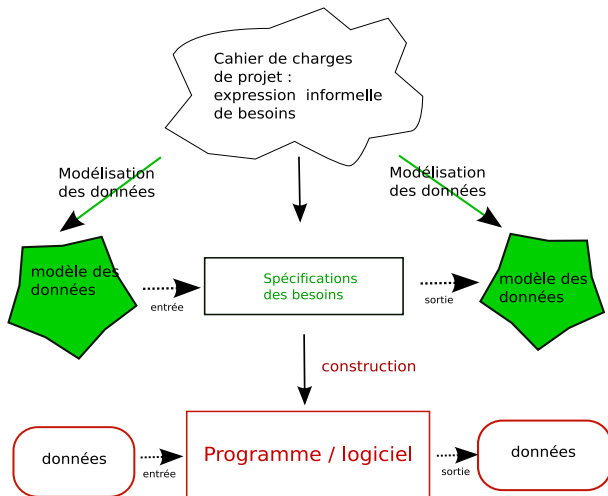 Cahier de charges
de projet :
expression informelle
de besoins
Modélisation
des données
Modélisation
des données
modèle des
données
entrée
Spécifications
des besoins
sortie
modèle des
données
construction
données
entrée
Programme / logiciel
sortie
données